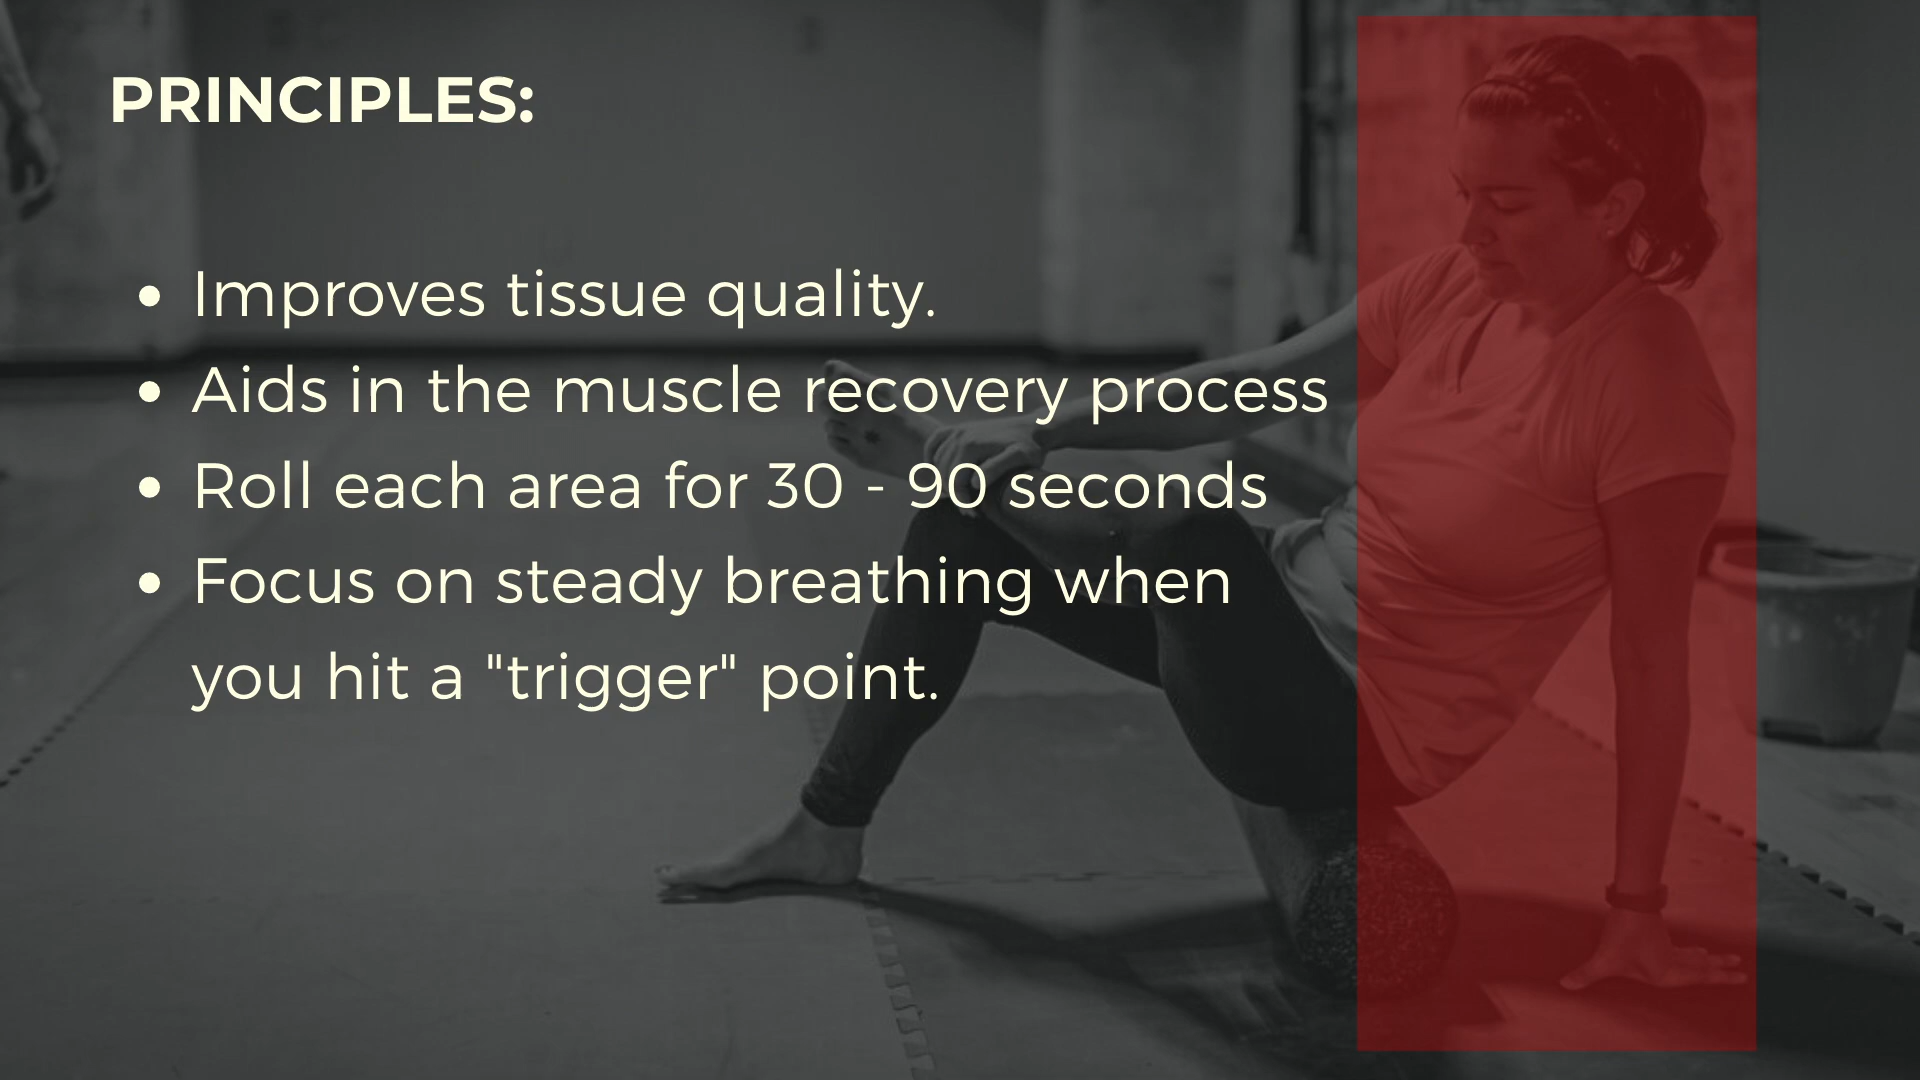 PRINCIPLES:
• Improves tissue quality.
• Aids in the muscle recovery process
• Roll each area for 30 - 90 seconds
• Focus on steady breathing when
you hit a "trigger" point.